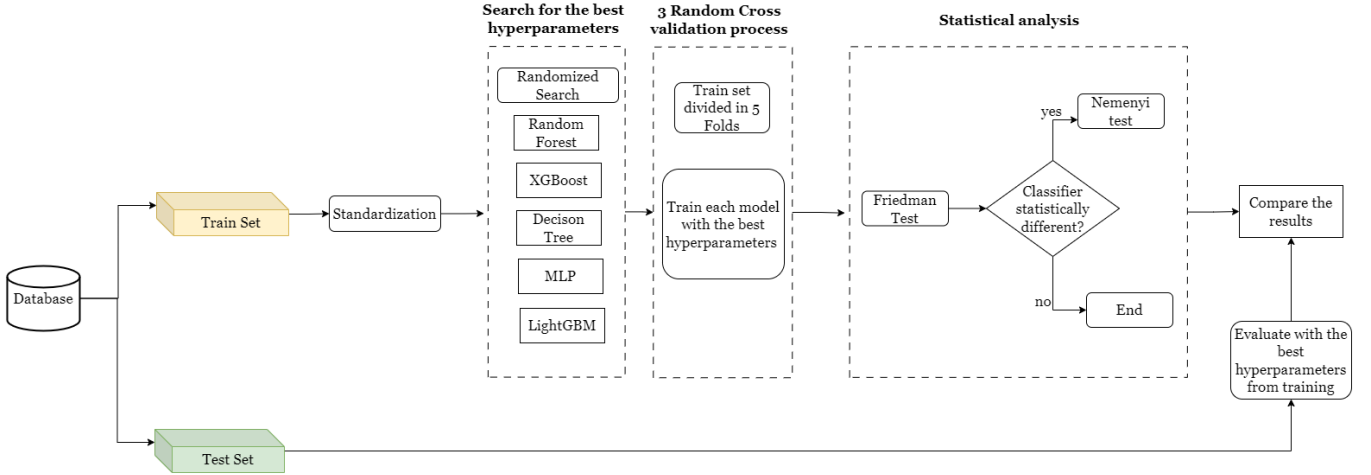 Search for the best
hyperparameters
3 Random Cross
validation process
Statistical analysis
Randomized
Search
Random
Forest
XGBoost
Decison
Tree
MLP
LightGBM
Train set
divided in 5
Folds
Train each model
with the best
hyperparameters
Nemenyi
test
yes
Friedman
Test
Classifier
statistically
different?
no
End
Compare the
results
Evaluate with the
best
hyperparameters
from training
Train Set
Standardization
Database
Test Set